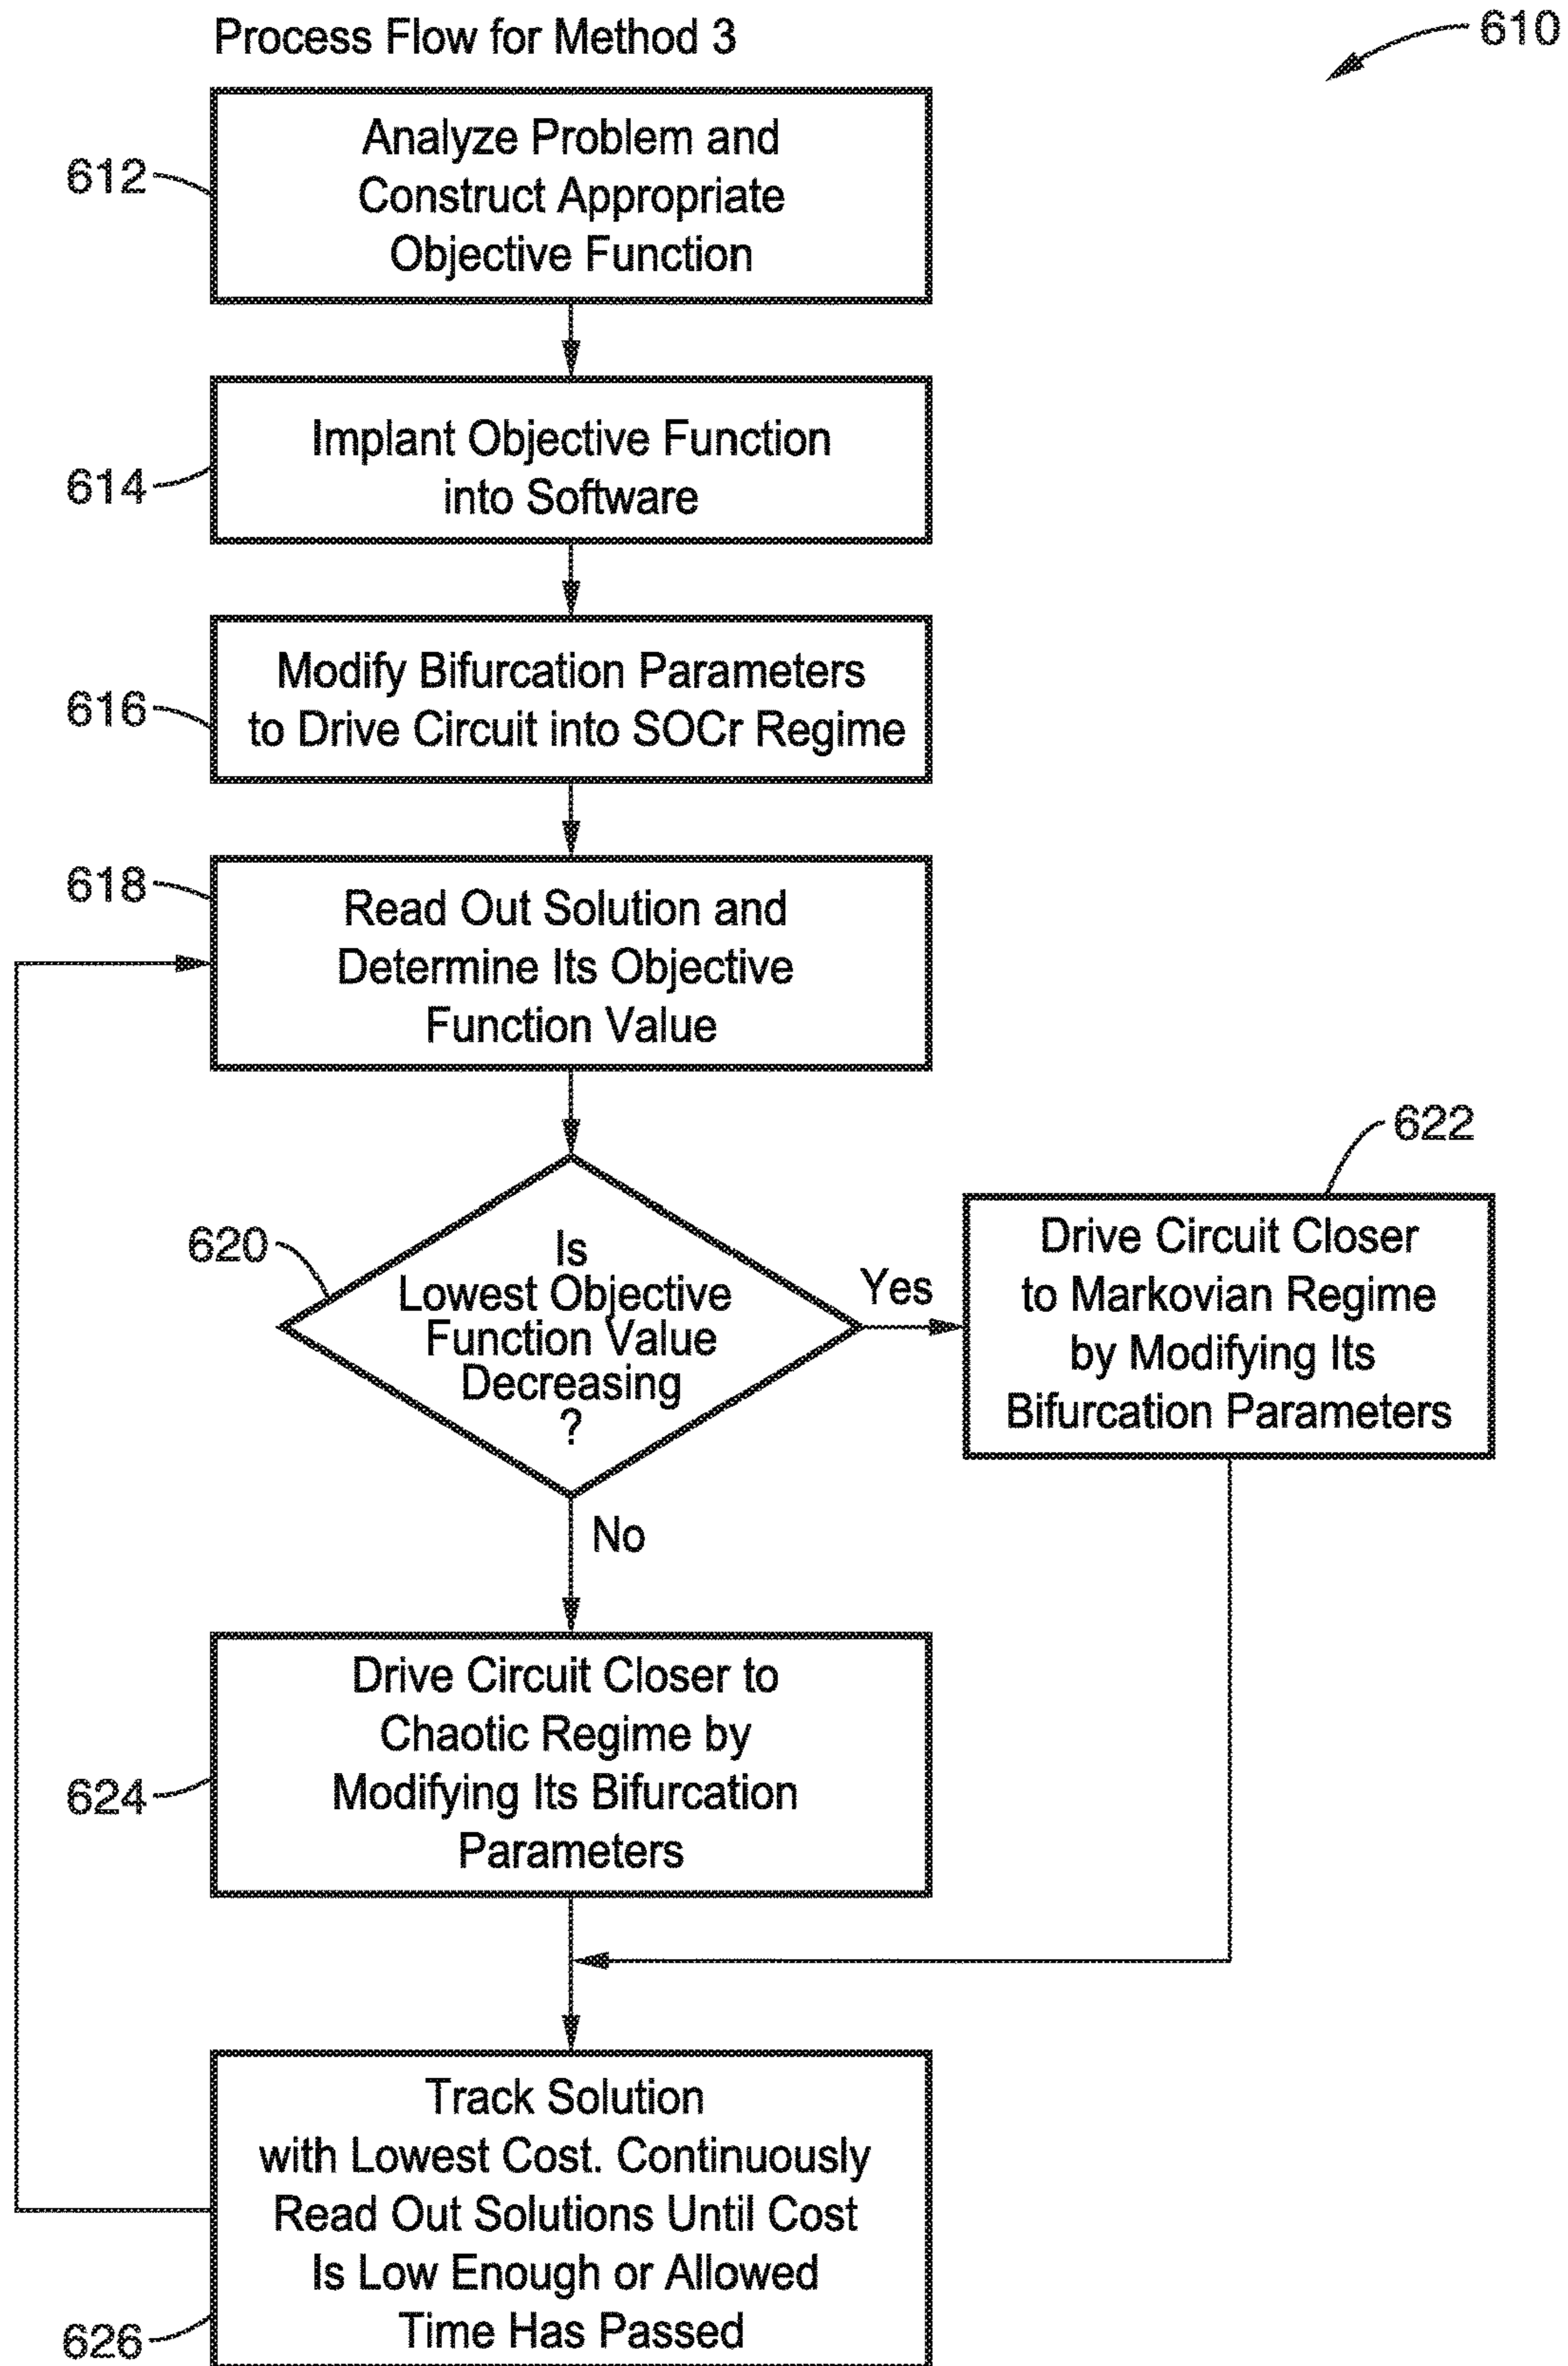 Process Flow for Method 3
610
612
Analyze Problem and
Construct Appropriate
Objective Function
614
Implant Objective Function
into Software
616
Modify Bifurcation Parameters
to Drive Circuit into SOCr Regime
618
Read Out Solution and
Determine Its Objective
Function Value
620
Is
Lowest Objective
Function Value
Decreasing
?
Yes
622
Drive Circuit Closer
to Markovian Regime
by Modifying Its
Bifurcation Parameters
No
624
Drive Circuit Closer to
Chaotic Regime by
Modifying Its Bifurcation
Parameters
626
Track Solution
with Lowest Cost. Continuously
Read Out Solutions Until Cost
Is Low Enough or Allowed
Time Has Passed